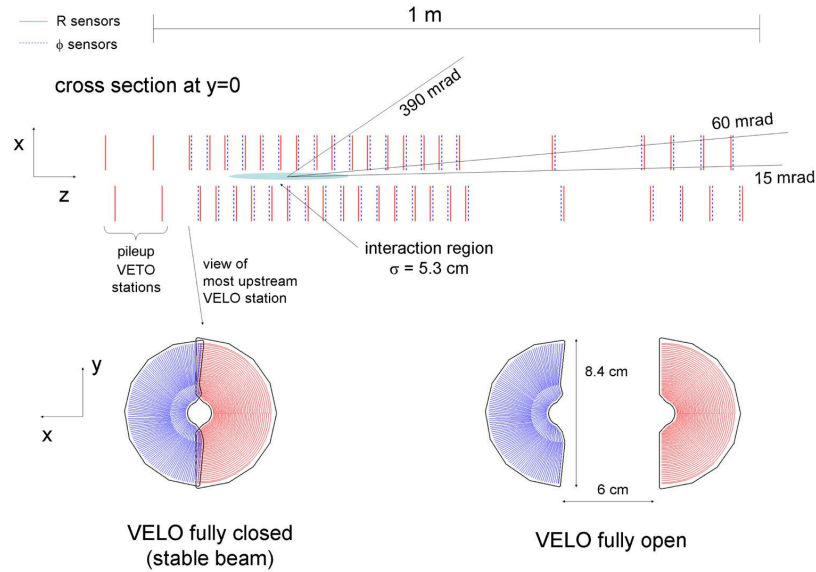 R sensors
ϕ sensors
1 m
cross section at y=0
390 mrad
60 mrad
15 mrad
x
z
pileup
VETO
stations
view of
most upstream
VELO station
interaction region
σ = 5.3 cm
y
x
8.4 cm
6 cm
VELO fully closed
(stable beam)
VELO fully open